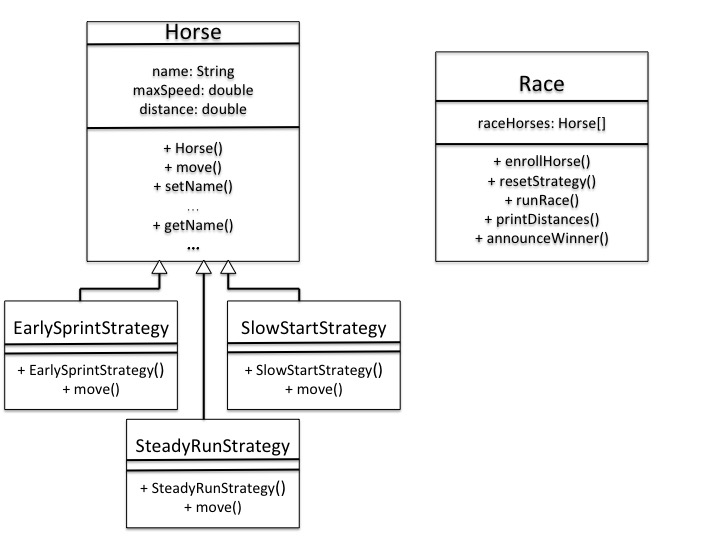 Horse
name: String
maxSpeed: double
distance: double
+ Horse()
+ move()
+ setName()
...
+ getName()
...
Race
raceHorses: Horse[]
+ enrollHorse()
+ resetStrategy()
+ runRace()
+ printDistances()
+ announceWinner()
EarlySprintStrategy
+ EarlySprintStrategy()
+ move()
SlowStartStrategy
+ SlowStartStrategy()
+ move()
SteadyRunStrategy
+ SteadyRunStrategy()
+ move()